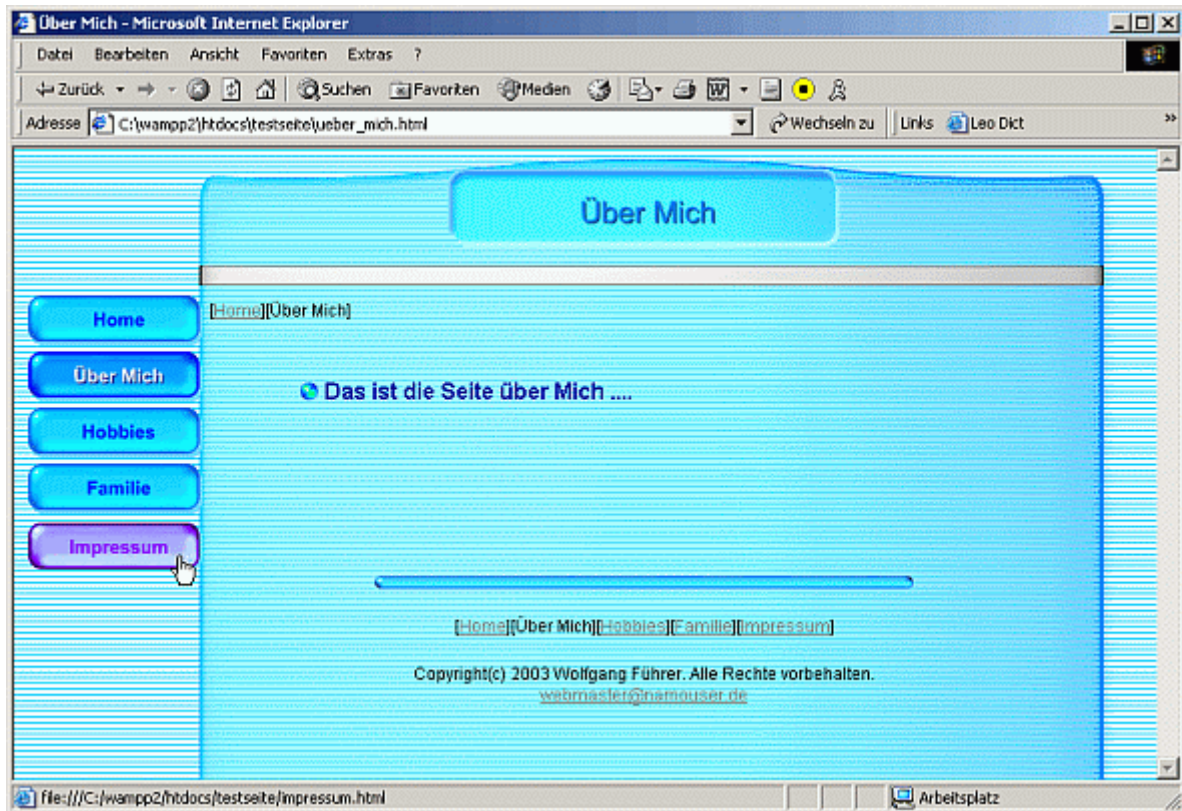 Über Mich - Microsoft Internet Explorer
Datei Bearbeiten Ansicht Favoriten Extras ?
Zurück Suchen Favoriten Medien
Adresse C:\wampp2\htdocs\testseite\ueber_mich.html Wechseln zu Links Leo Dict »
Über Mich
[Home][Über Mich]
Home
Über Mich
Das ist die Seite über Mich ....
Hobbies
Familie
Impressum
[Home][Über Mich][Hobbies][Familie][Impressum]
Copyright(c) 2003 Wolfgang Führer. Alle Rechte vorbehalten.
webmaster@namouser.de
file:///C:/wampp2/htdocs/testseite/impressum.html Arbeitsplatz